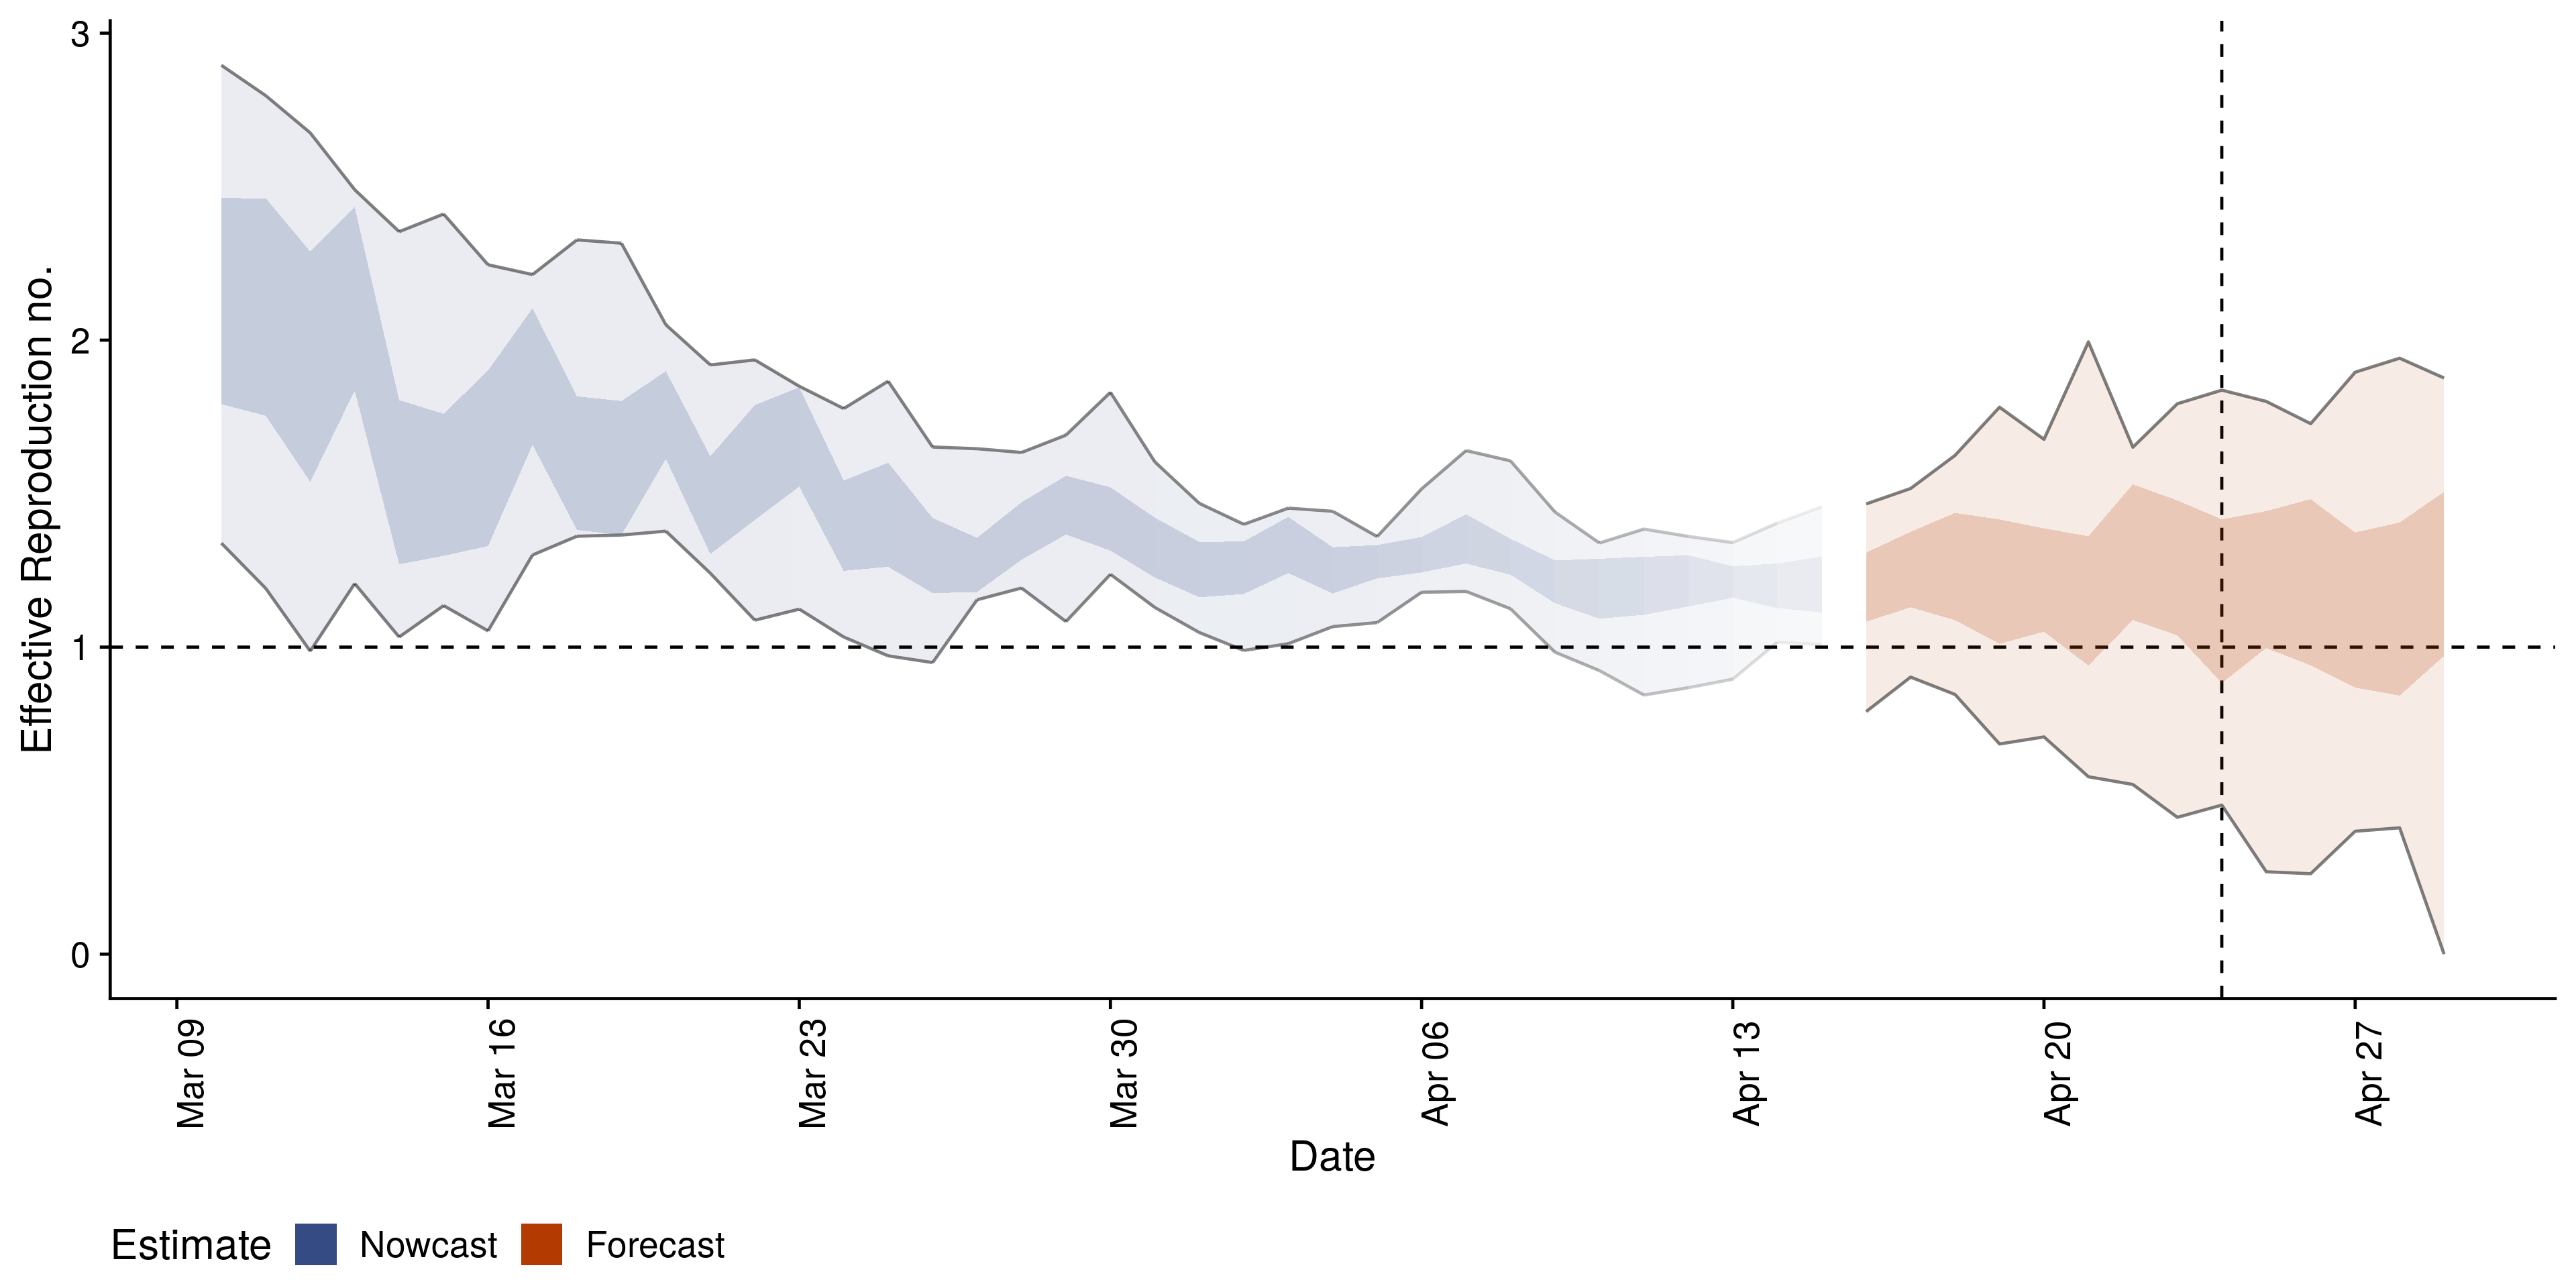 Effective Reproduction no.
3
2
1
0
Mar 09
Mar 16
Mar 23
Mar 30
Apr 06
Apr 13
Apr 20
Apr 27
Date
Estimate Nowcast Forecast